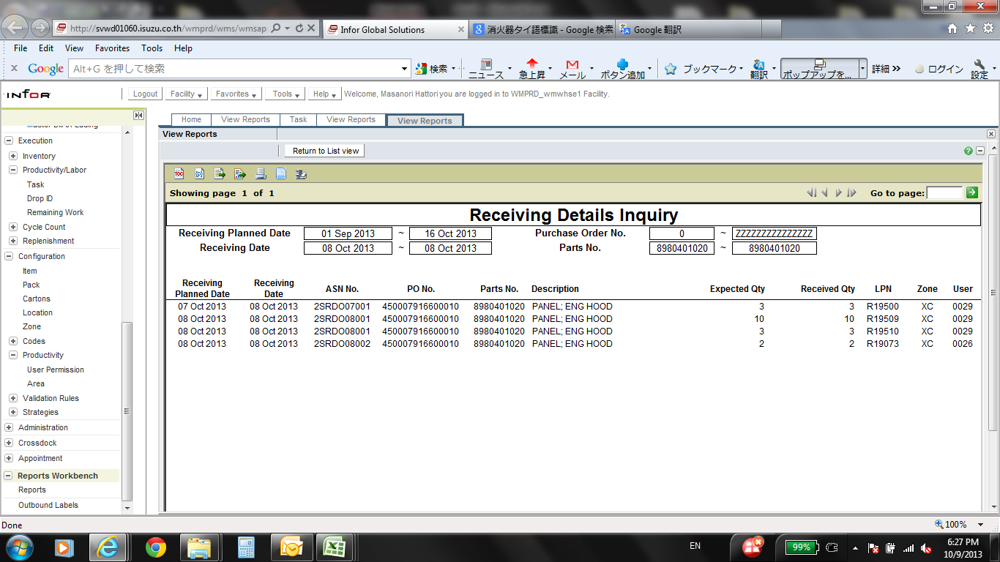 http://svwd01060.isuzu.co.th/wmprd/wms/wmsap
Infor Global Solutions
消火器タイ語標識 - Google 検索
Google 翻訳
File Edit View Favorites Tools Help
Google Alt+G を押して検索 検索 ニュース 急上昇 メール ボタン追加 ブックマーク 翻訳 ポップアップを... 詳細 >> ログイン 設定
infor Logout Facility Favorites Tools Help Welcome, Masanori Hattori you are logged in to WMPRD_wmwhse1 Facility.
Home View Reports Task View Reports View Reports
Execution
Inventory
Productivity/Labor
Task
Drop ID
Remaining Work
Cycle Count
Replenishment
Configuration
Item
Pack
Cartons
Location
Zone
Codes
Productivity
User Permission
Area
Validation Rules
Strategies
Administration
Crossdock
Appointment
Reports Workbench
Reports
Outbound Labels
View Reports
Return to List view
TOC
Showing page 1 of 1 Go to page:
Receiving Details Inquiry
Receiving Planned Date 01 Sep 2013 ~ 16 Oct 2013 Purchase Order No. 0 ~ ZZZZZZZZZZZZZZZ
Receiving Date 08 Oct 2013 ~ 08 Oct 2013 Parts No. 8980401020 ~ 8980401020
Receiving Planned Date Receiving Date ASN No. PO No. Parts No. Description Expected Qty Received Qty LPN Zone User
07 Oct 2013 08 Oct 2013 2SRDO07001 450007916600010 8980401020 PANEL; ENG HOOD 3 3 R19500 XC 0029
08 Oct 2013 08 Oct 2013 2SRDO08001 450007916600010 8980401020 PANEL; ENG HOOD 10 10 R19509 XC 0029
08 Oct 2013 08 Oct 2013 2SRDO08001 450007916600010 8980401020 PANEL; ENG HOOD 3 3 R19510 XC 0029
08 Oct 2013 08 Oct 2013 2SRDO08002 450007916600010 8980401020 PANEL; ENG HOOD 2 2 R19073 XC 0026
Done 100%
EN 99% 6:27 PM
10/9/2013